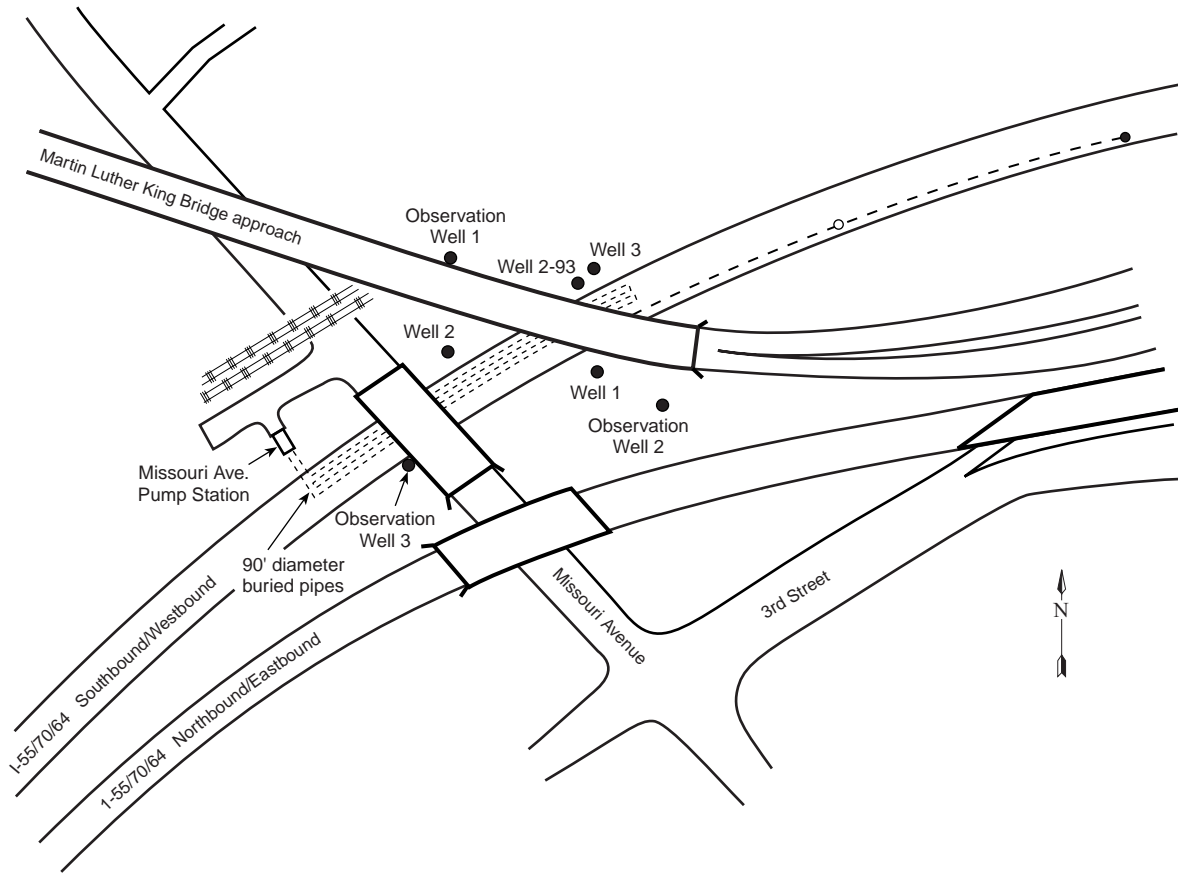 Martin Luther King Bridge approach
Observation
Well 1
Well 3
Well 2-93
Well 2
Well 1
Observation
Well 2
Missouri Ave.
Pump Station
Observation
Well 3
90' diameter
buried pipes
Missouri Avenue
3rd Street
N
I-55/70/64 Southbound/Westbound
1-55/70/64 Northbound/Eastbound